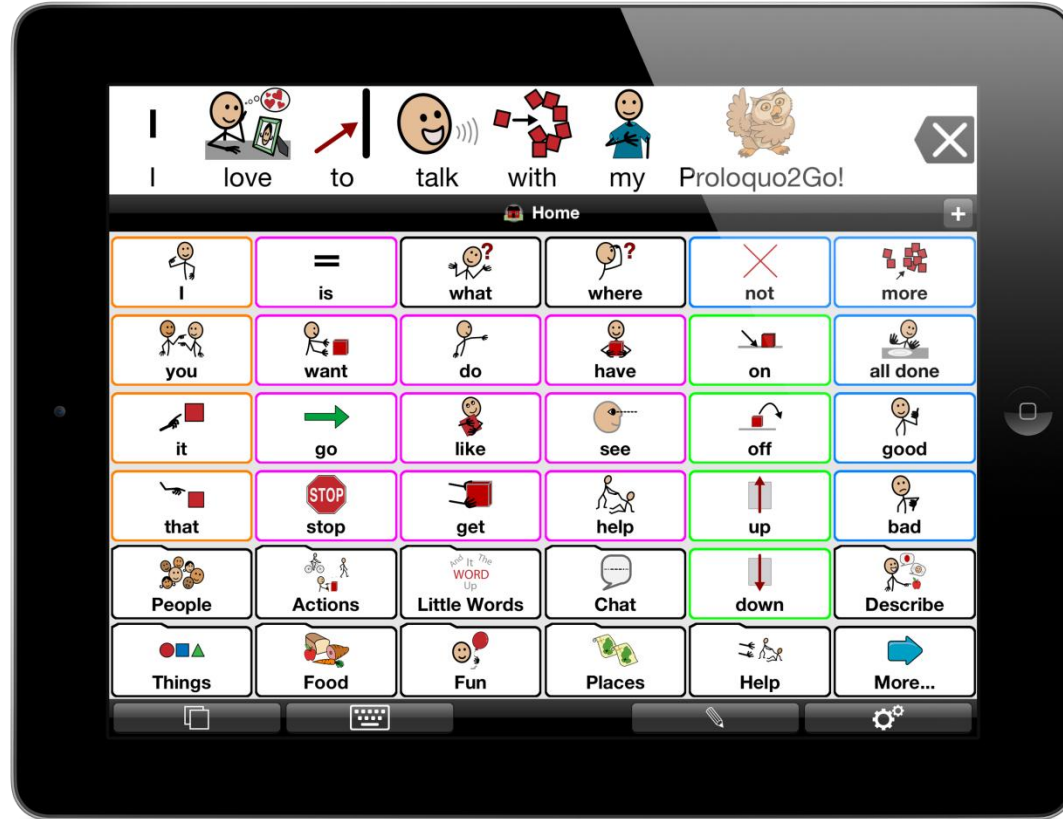 I love to talk with my Proloquo2Go!
Home
I is what where not more
you want do have on all done
it go like see off good
that STOP stop get help up bad
And It The
WORD
Up
People Actions Little Words Chat down Describe
Things Food Fun Places Help More...